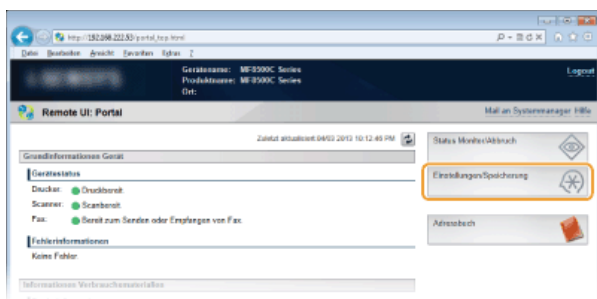 http://192.168.222.53/portal_top.html
Datei Bearbeiten Ansicht Favoriten Extras ?
Gerätename: MF8500C Series
Produktname: MF8500C Series
Ort:
Logout
Remote UI: Portal
Mail an Systemmanager Hilfe
Zuletzt aktualisiert:04/03 2013 10:12:46 PM
Grundinformationen Gerät
Gerätestatus
Drucker: Druckbereit.
Scanner: Scanbereit.
Fax: Bereit zum Senden oder Empfangen von Fax.
Fehlerinformationen
Keine Fehler.
Informationen Verbrauchsmaterialien
Status Monitor/Abbruch
Einstellungen/Speicherung
Adressbuch